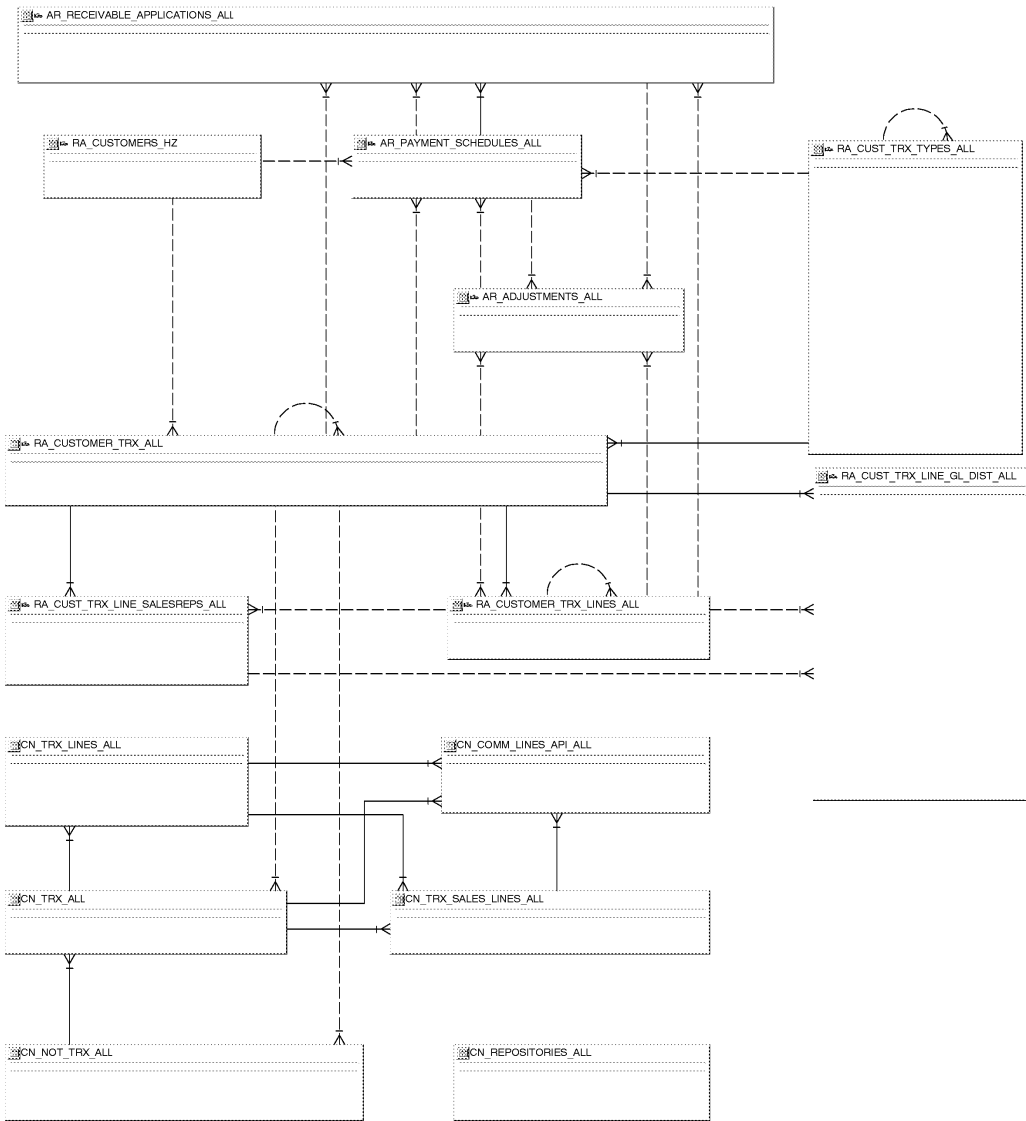 AR_RECEIVABLE_APPLICATIONS_ALL
RA_CUSTOMERS_HZ
AR_PAYMENT_SCHEDULES_ALL
RA_CUST_TRX_TYPES_ALL
AR_ADJUSTMENTS_ALL
RA_CUSTOMER_TRX_ALL
RA_CUST_TRX_LINE_GL_DIST_ALL
RA_CUST_TRX_LINE_SALESREPS_ALL
RA_CUSTOMER_TRX_LINES_ALL
CN_TRX_LINES_ALL
CN_COMM_LINES_API_ALL
CN_TRX_ALL
CN_TRX_SALES_LINES_ALL
CN_NOT_TRX_ALL
CN_REPOSITORIES_ALL